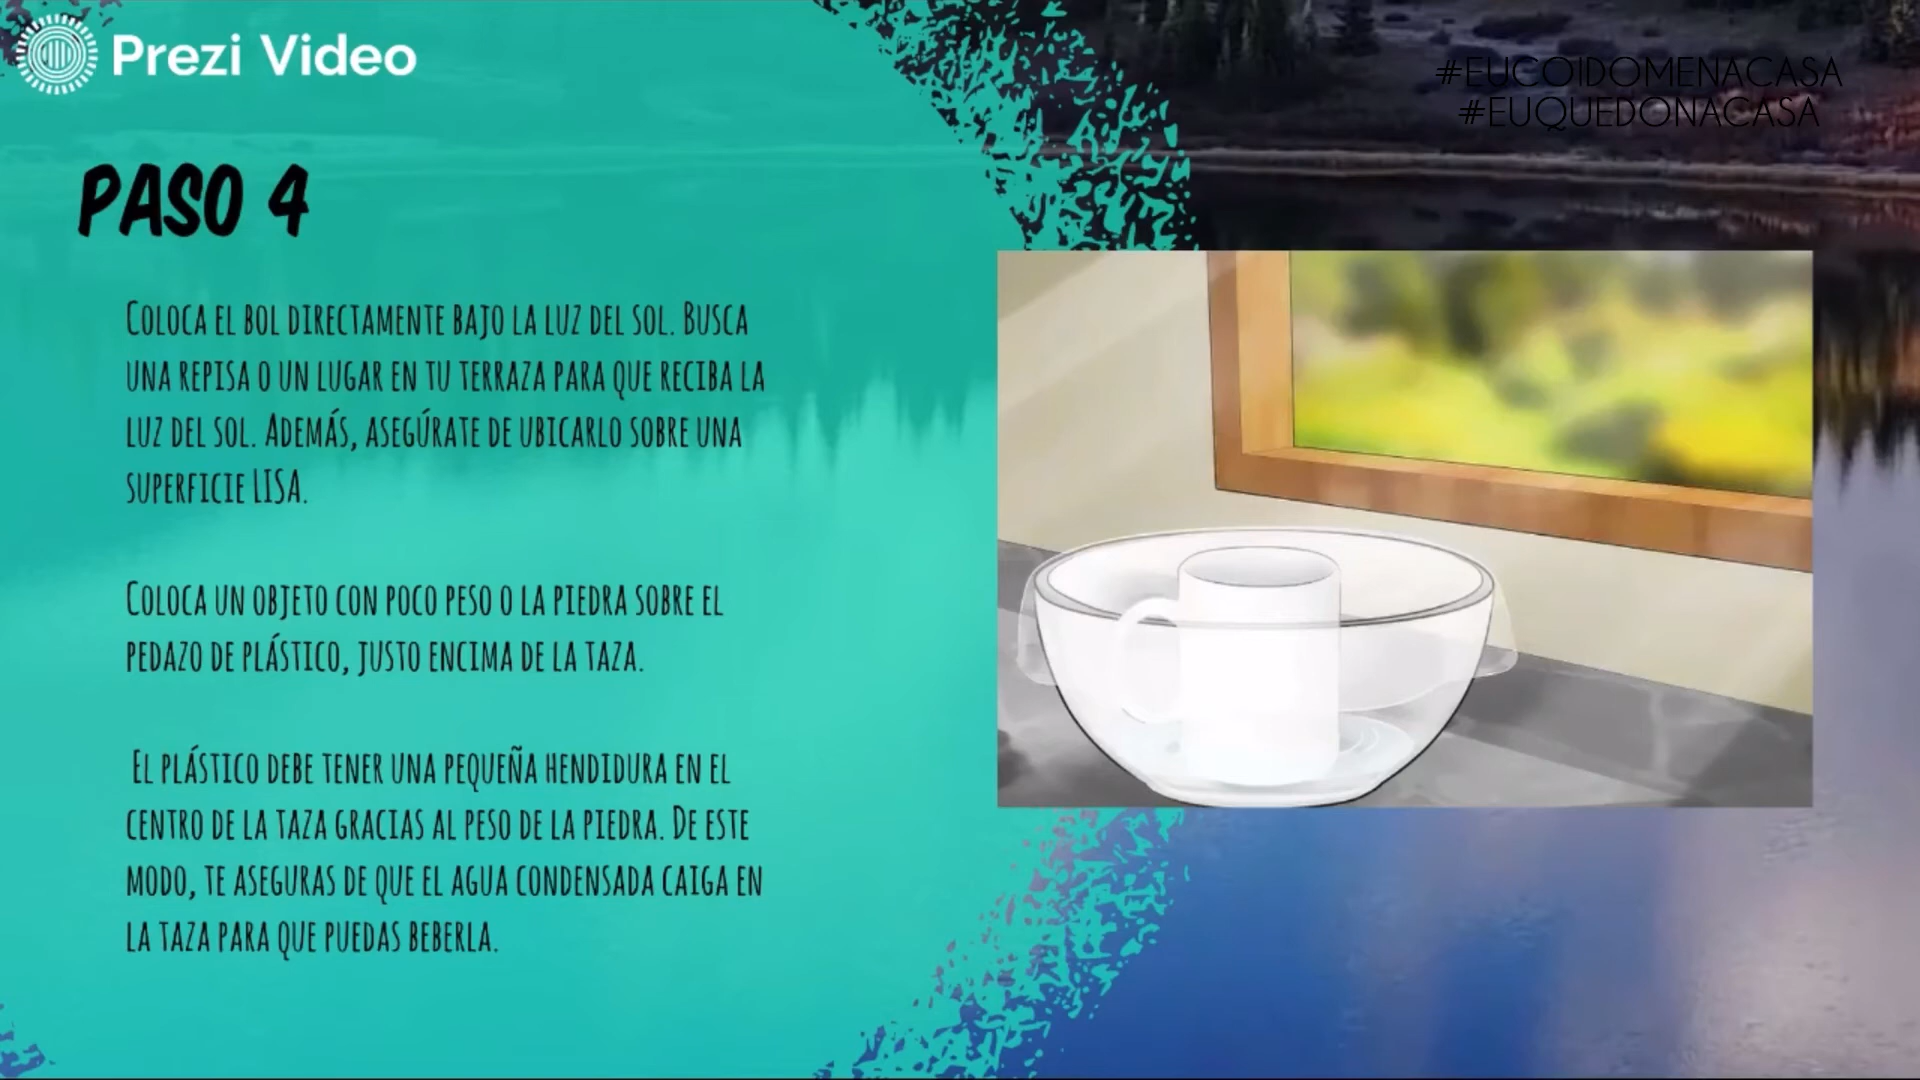 Prezi Video
#EUCOIDOMENACASA
#EUQUEDONACASA
PASO 4
Coloca el bol directamente bajo la luz del sol. Busca
una repisa o un lugar en tu terraza para que reciba la
luz del sol. Además, asegúrate de ubicarlo sobre una
superficie LISA.
Coloca un objeto con poco peso o la piedra sobre el
pedazo de plástico, justo encima de la taza.
El plástico debe tener una pequeña hendidura en el
centro de la taza gracias al peso de la piedra. De este
modo, te aseguras de que el agua condensada caiga en
la taza para que puedas beberla.